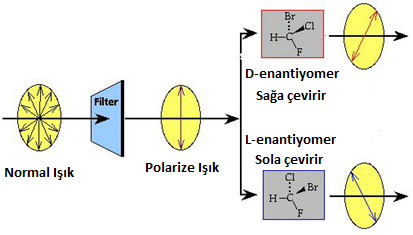 Normal Işık
Filter
Polarize Işık
Br
Cl
H-C
F
D-enantiyomer
Sağa çevirir
L-enantiyomer
Sola çevirir
Cl
Br
H-C
F